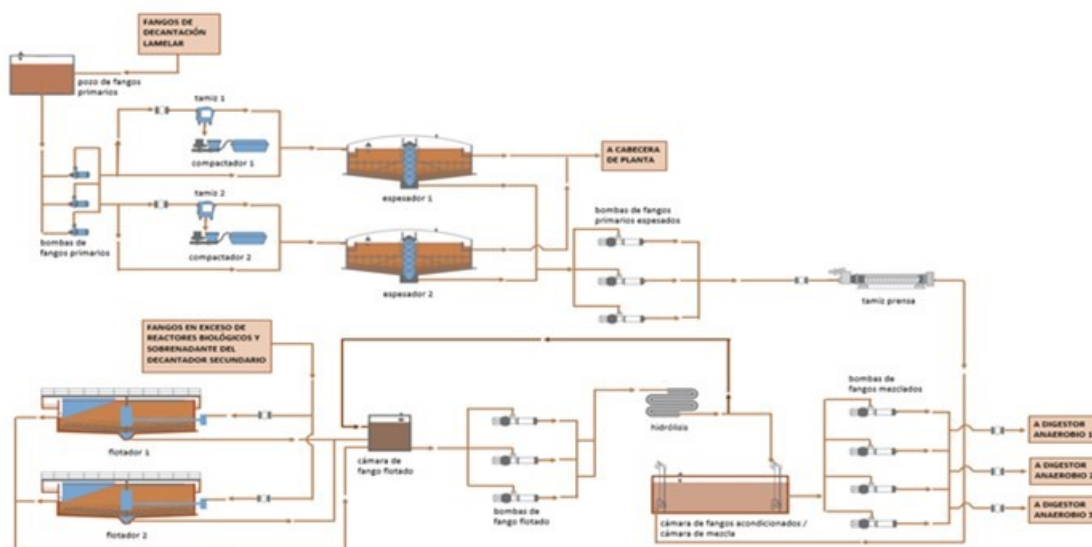 FANGOS DE
DECANTACIÓN
LAMELAR
pozo de fangos
primarios
tamiz 1
compactador 1
tamiz 2
compactador 2
bombas de
fangos primarios
espesador 1
espesador 2
A CABECERA
DE PLANTA
bombas de fangos
primarios espesados
tamiz prensa
FANGOS EN EXCESO DE
REACTORES BIOLÓGICOS Y
SOBRENADANTE DEL
DECANTADOR SECUNDARIO
flotador 1
flotador 2
cámara de
fango flotado
bombas de
fango flotado
hidrólisis
cámara de fangos acondicionados /
cámara de mezcla
bombas de
fangos mezclados
A DIGESTOR
ANAEROBIO 1
A DIGESTOR
ANAEROBIO 2
A DIGESTOR
ANAEROBIO 3